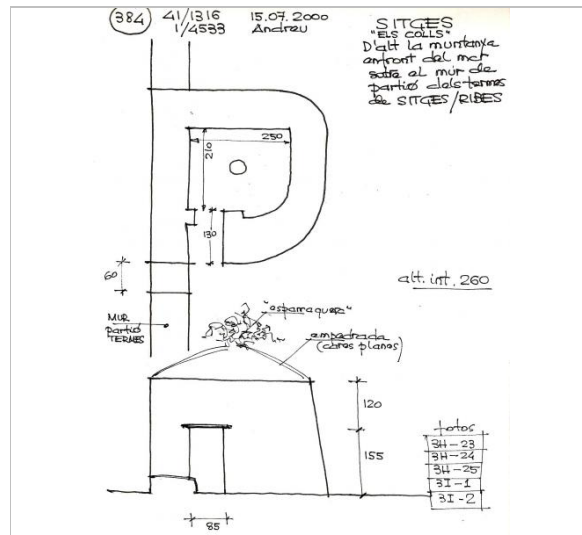 384
41/1316
1/4533
15.07.2000
Andreu
SITGES
"ELS COLLS"
D'alt la muntanya
enfront del mar
sobre el mur de
partió dels termes
de SITGES/RIBES
250
210
130
60
alt. int. 260
MUR
partió
TERMES
"esparraguera"
empedrada
(cares planes)
120
155
85
fotos
3H-23
3H-24
3H-25
3I-1
3I-2